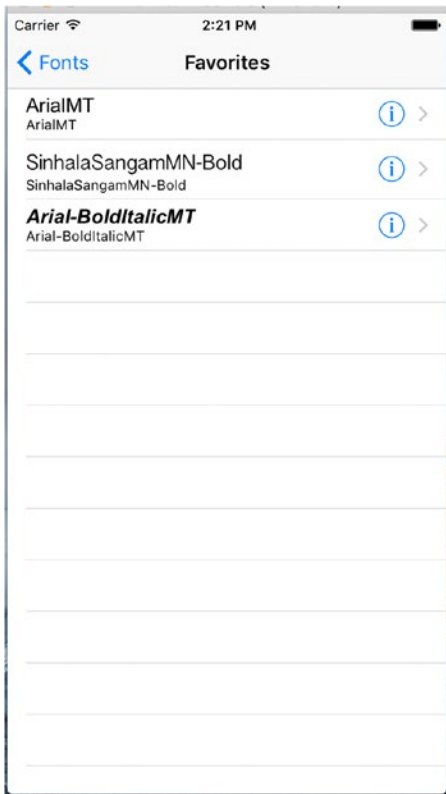 Carrier 2:21 PM
Fonts Favorites
ArialMT
ArialMT
SinhalaSangamMN-Bold
SinhalaSangamMN-Bold
Arial-BoldItalicMT
Arial-BoldItalicMT